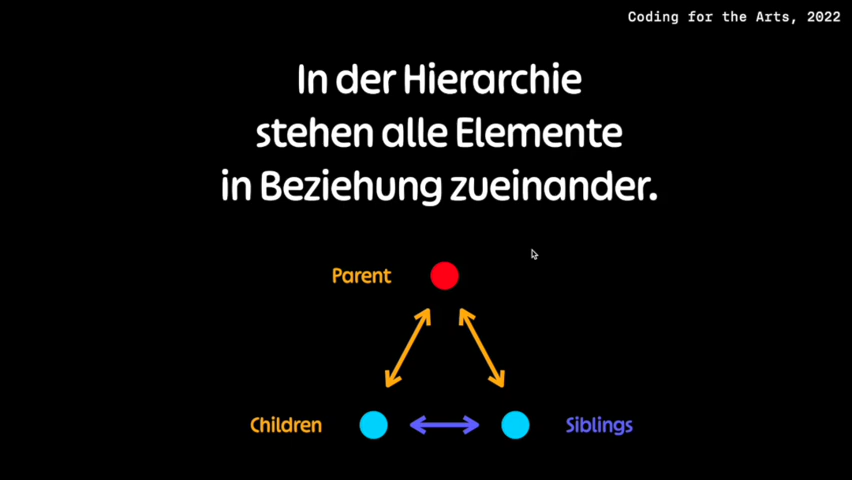 Coding for the Arts, 2022
In der Hierarchie
stehen alle Elemente
in Beziehung zueinander.
Parent
Children
Siblings